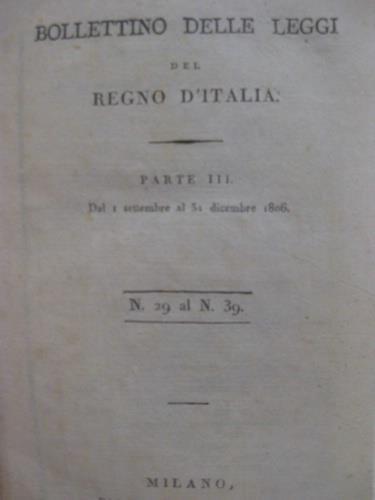 BOLLETTINO DELLE LEGGI
DEL
REGNO D'ITALIA.
PARTE III.
Dal 1 settembre al 31 dicembre 1806.
N. 29 al N. 39.
MILANO,